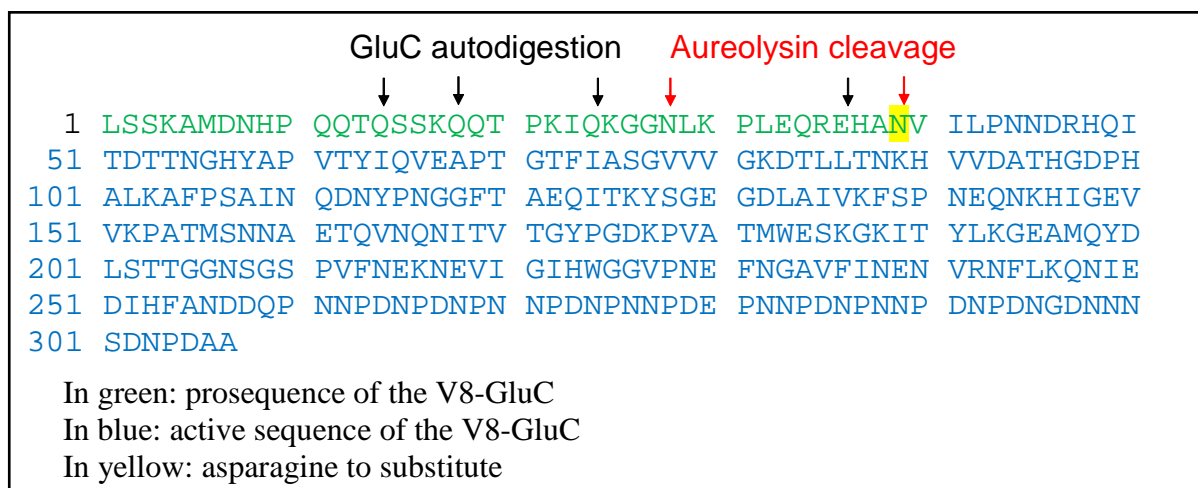 GluC autodigestion Aureolysin cleavage
1 LSSKAMDNHP QQTQSSKQQT PKIQKGGNLK PLEQREHANV ILPNNDRHQI
51 TDTTNGHYAP VTYIQVEAPT GTFIASGVVV GKDTLLTNKH VVDATHGDPH
101 ALKAFPSAIN QDNYPNGGFT AEQITKYSGE GDLAIVKFSP NEQNKHIGEV
151 VKPATMSNNA ETQVNQNITV TGYPGDKPVA TMWESKGKIT YLKGEAMQYD
201 LSTTGGNSGS PVFNEKNEVI GIHWGGVPNE FNGAVFINEN VRNFLKQNIE
251 DIHFANDDQP NNPDNPDNPN NPDNPNNPDE PNNPDNPNNP DNPDNGDNNN
301 SDNPDAA
In green: prosequence of the V8-GluC
In blue: active sequence of the V8-GluC
In yellow: asparagine to substitute